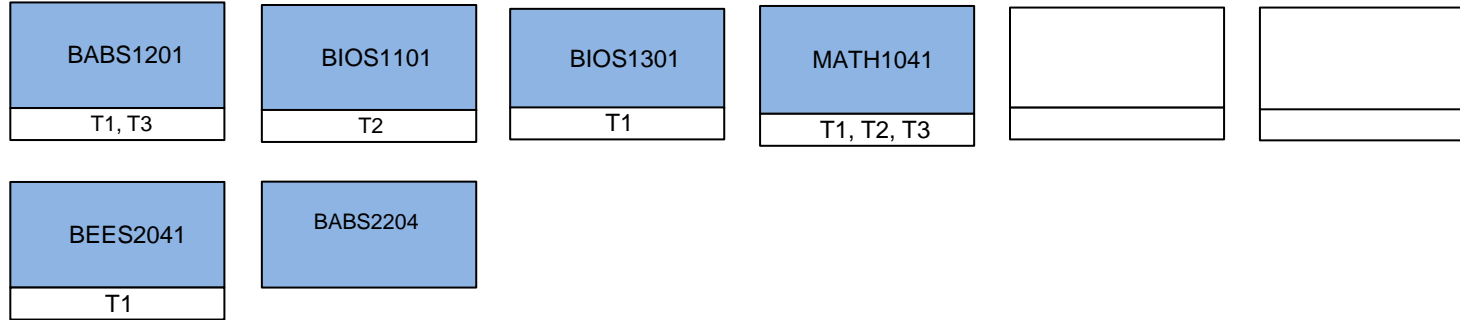 BABS1201
BIOS1101
BIOS1301
MATH1041
T1, T3
T2
T1
T1, T2, T3
BEES2041
BABS2204
T1